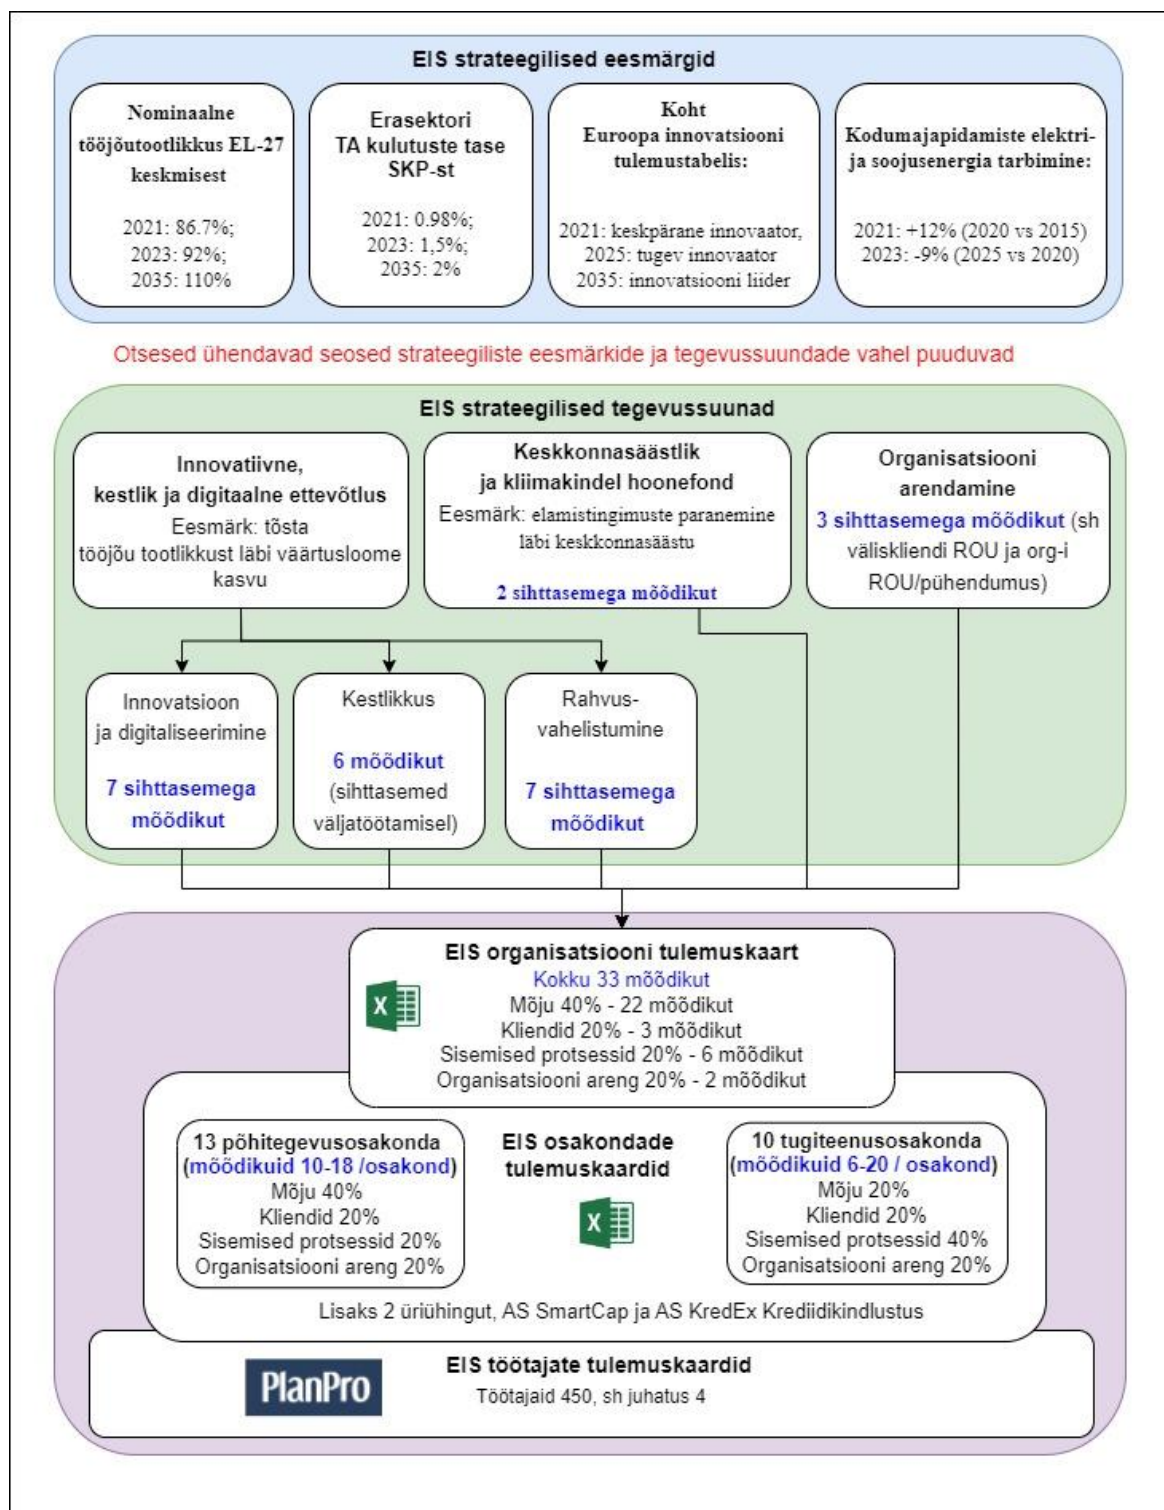 EIS strateegilised eesmärgid
Nominaalne
tööjõutootlikkus EL-27
keskmisest
2021: 86.7%;
2023: 92%;
2035: 110%
Erasektori
TA kulutuste tase
SKP-st
2021: 0.98%;
2023: 1,5%;
2035: 2%
Koht
Euroopa innovatsiooni
tulemustabelis:
2021: keskpärane innovaator,
2025: tugev innovaator
2035: innovatsiooni liider
Kodumajapidamiste elektri-
ja soojusenergia tarbimine:
2021: +12% (2020 vs 2015)
2023: -9% (2025 vs 2020)
Otsesed ühendavad seosed strateegiliste eesmärkide ja tegevussuundade vahel puuduvad
EIS strateegilised tegevussuunad
Innovatiivne,
kestlik ja digitaalne ettevõtlus
Eesmärk: tõsta
tööjõu tootlikkust läbi väärtusloome
kasvu
Keskkonnasäästlik
ja kliimakindel hoonefond
Eesmärk: elamistingimuste paranemine
läbi keskkonnasäästu
2 sihttasemega mõõdikut
Organisatsiooni
arendamine
3 sihttasemega mõõdikut (sh
väliskliendi ROU ja org-i
ROU/pühendumus)
Innovatsioon
ja digitaliseerimine
7 sihttasemega
mõõdikut
Kestlikkus
6 mõõdikut
(sihttasemed
väljatöötamisel)
Rahvus-
vahelistumine
7 sihttasemega
mõõdikut
EIS organisatsiooni tulemuskaart
Kokku 33 mõõdikut
Mõju 40% - 22 mõõdikut
Kliendid 20% - 3 mõõdikut
Sisemised protsessid 20% - 6 mõõdikut
Organisatsiooni areng 20% - 2 mõõdikut
13 põhitegevusosakonda
(mõõdikuid 10-18 /osakond)
Mõju 40%
Kliendid 20%
Sisemised protsessid 20%
Organisatsiooni areng 20%
EIS osakondade
tulemuskaardid
10 tugiteenusosakonda
(mõõdikuid 6-20 / osakond)
Mõju 20%
Kliendid 20%
Sisemised protsessid 40%
Organisatsiooni areng 20%
Lisaks 2 üriühingut, AS SmartCap ja AS KredEx Krediidikindlustus
EIS töötajate tulemuskaardid
PlanPro
Töötajaid 450, sh juhatus 4